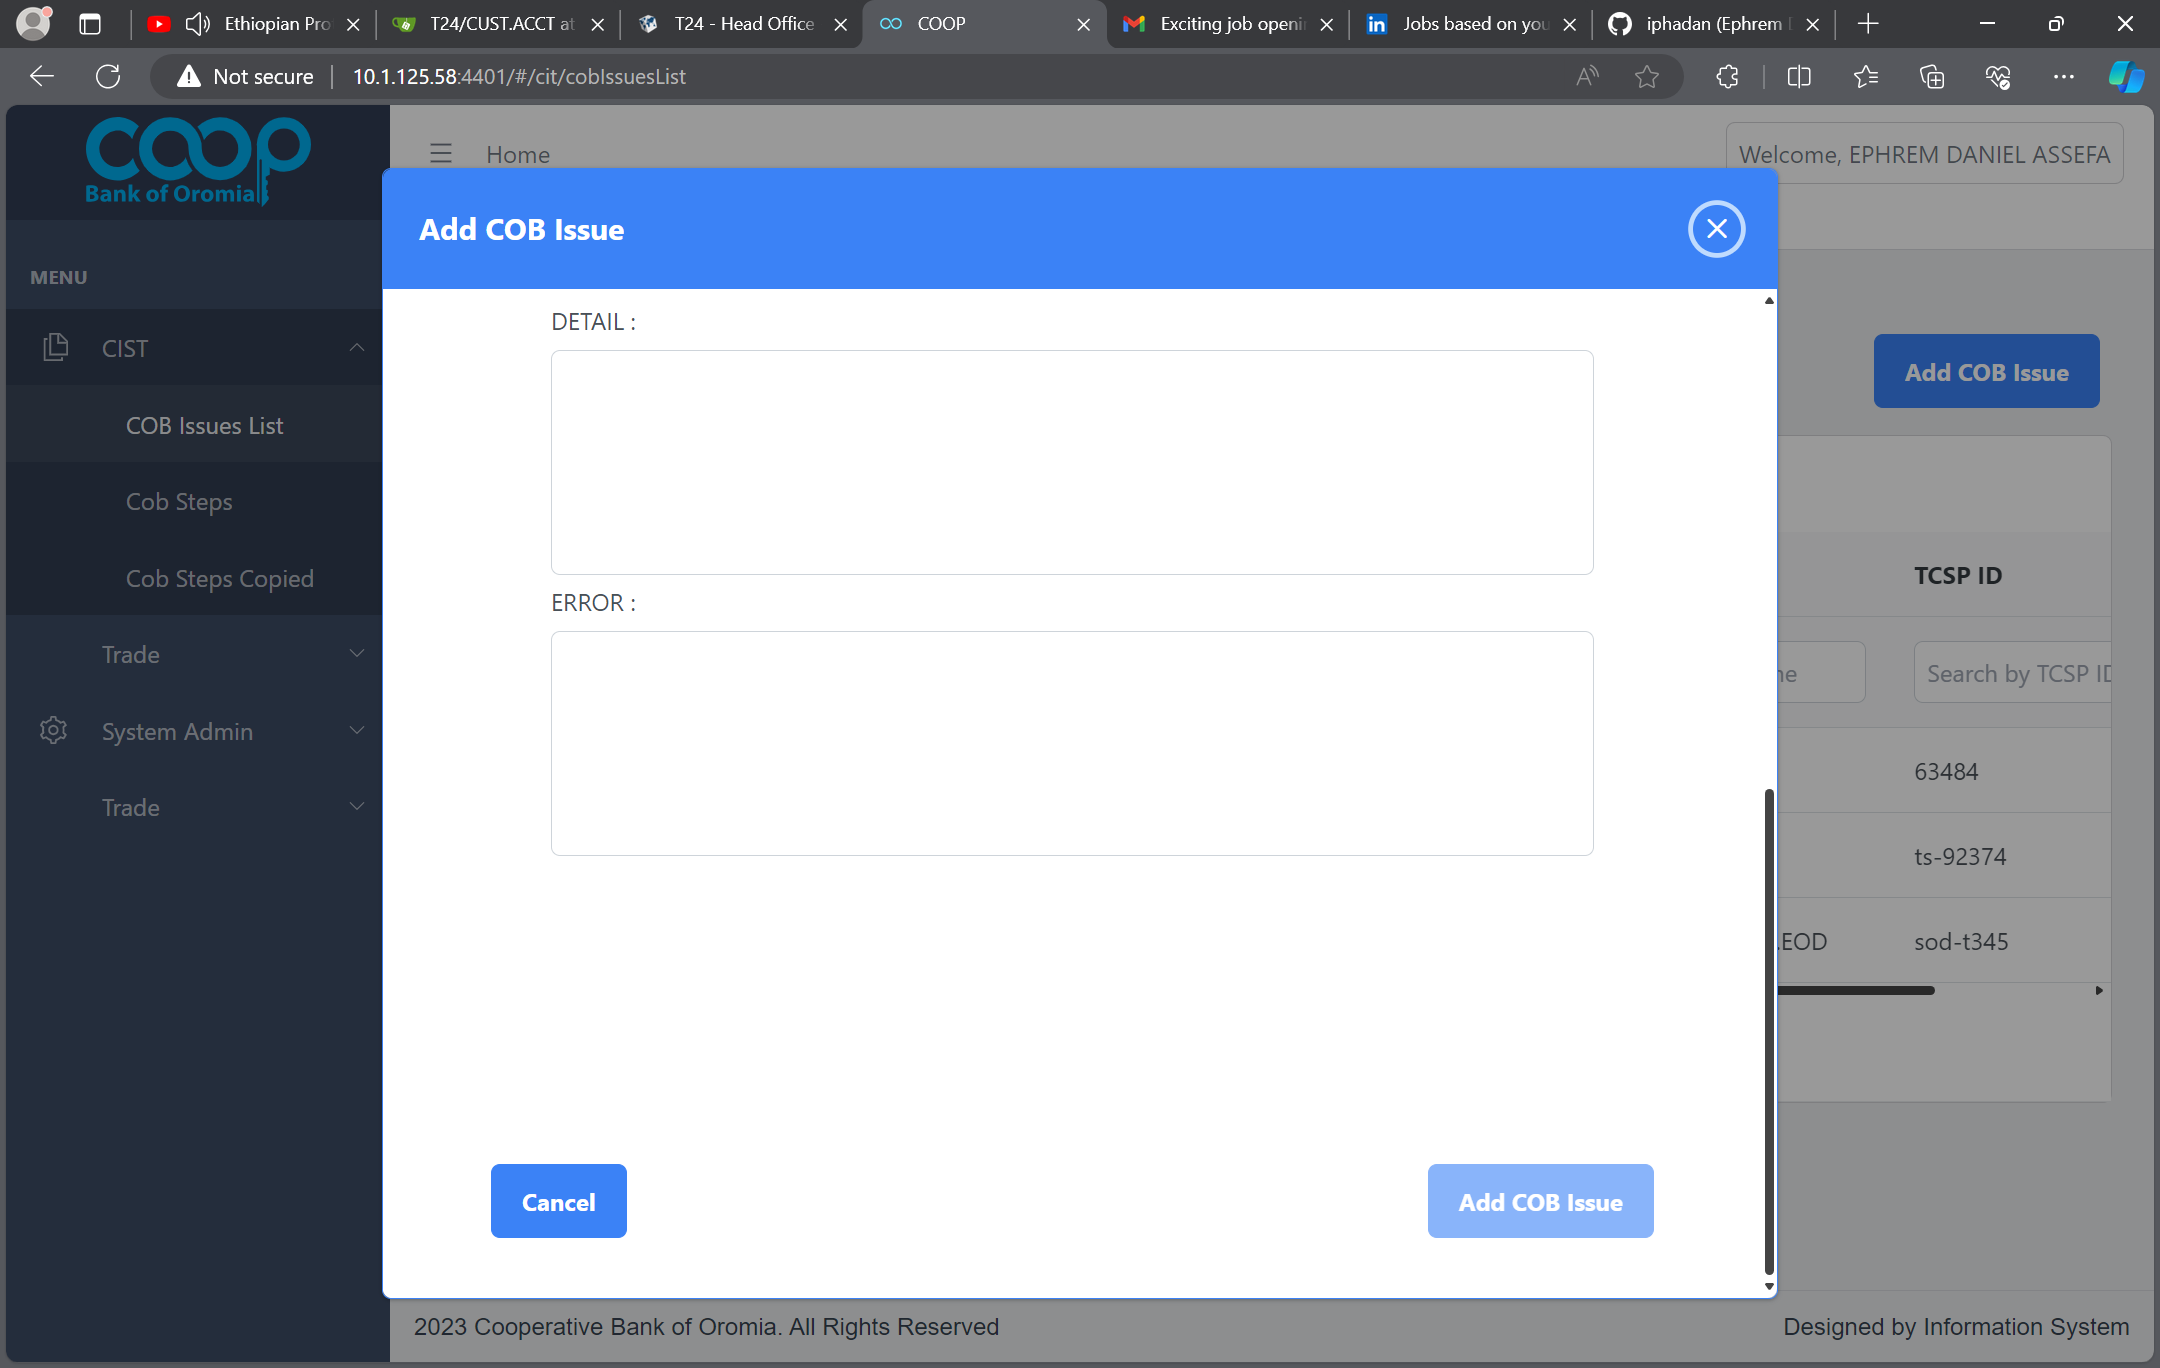 Ethiopian Pro
T24/CUST.ACCT at
T24 - Head Office
COOP
Exciting job openi
Jobs based on you
iphadan (Ephrem
Not secure
10.1.125.58:4401/#/cit/cobIssuesList
coop
Bank of Oromia
Home
Welcome, EPHREM DANIEL ASSEFA
MENU
CIST
COB Issues List
Cob Steps
Cob Steps Copied
Trade
System Admin
Trade
Add COB Issue
DETAIL :
ERROR :
Cancel
Add COB Issue
Add COB Issue
TCSP ID
Search by TCSP ID
63484
ts-92374
.EOD
sod-t345
2023 Cooperative Bank of Oromia. All Rights Reserved
Designed by Information System